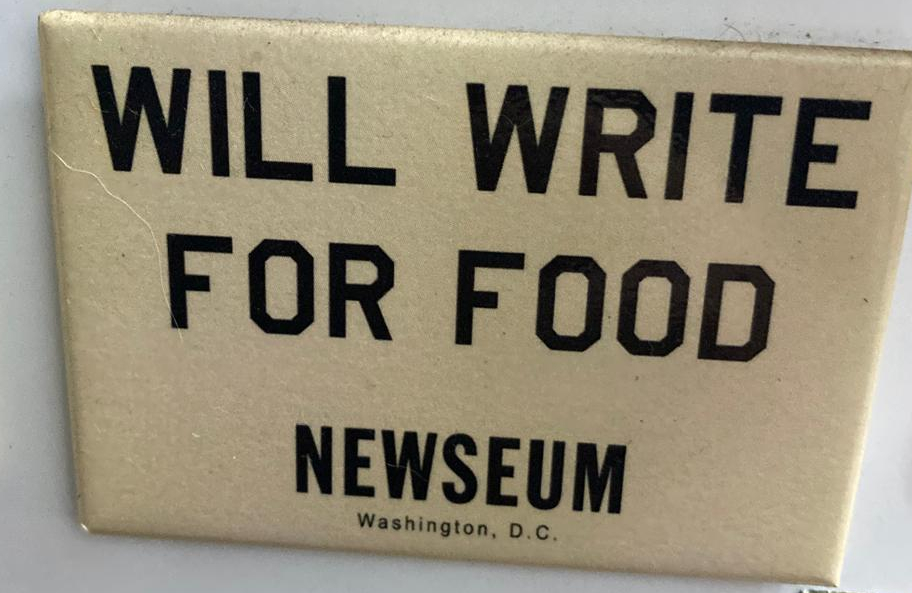 WILL WRITE
FOR FOOD
NEWSEUM
Washington, D.C.